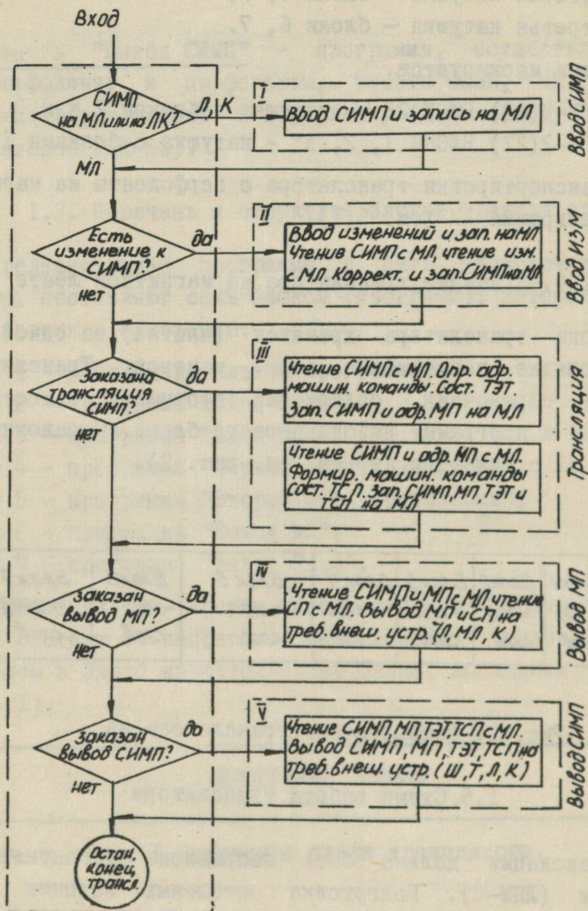 Вход
СИМП
на МЛ или на ЛК?
Л, К
МЛ
I
Ввод СИМП и запись на МЛ
Ввод СИМП
Есть
изменение к
СИМП?
да
нет
II
Ввод изменений и зап. на МЛ
Чтение СИМП с МЛ, чтение изм.
с МЛ. Коррект. и зап. СИМП на МЛ
Ввод ИЗМ
Заказана
трансляция
СИМП?
да
нет
III
Чтение СИМП с МЛ. Опр. адр.
машин. команды. Сост. ТЭТ.
Зап. СИМП и адр. МП на МЛ
Чтение СИМП и адр. МП с МЛ.
Формир. машин. команды
Сост. ТСП. Зап. СИМП, МП, ТЭТ и
ТСП на МЛ
Трансляция
Заказан
вывод МП?
да
нет
IV
Чтение СИМП и МП с МЛ чтение
СП с МЛ. Вывод МП и СП на
треб. внеш. устр. (Л, МЛ, К)
Вывод МП
Заказан
вывод СИМП?
да
нет
V
Чтение СИМП, МП, ТЭТ, ТСП с МЛ.
Вывод СИМП, МП, ТЭТ, ТСП на
треб. внеш. устр. (Ш, Т, Л, К)
Вывод СИМП
Остан.
конец
трансл.